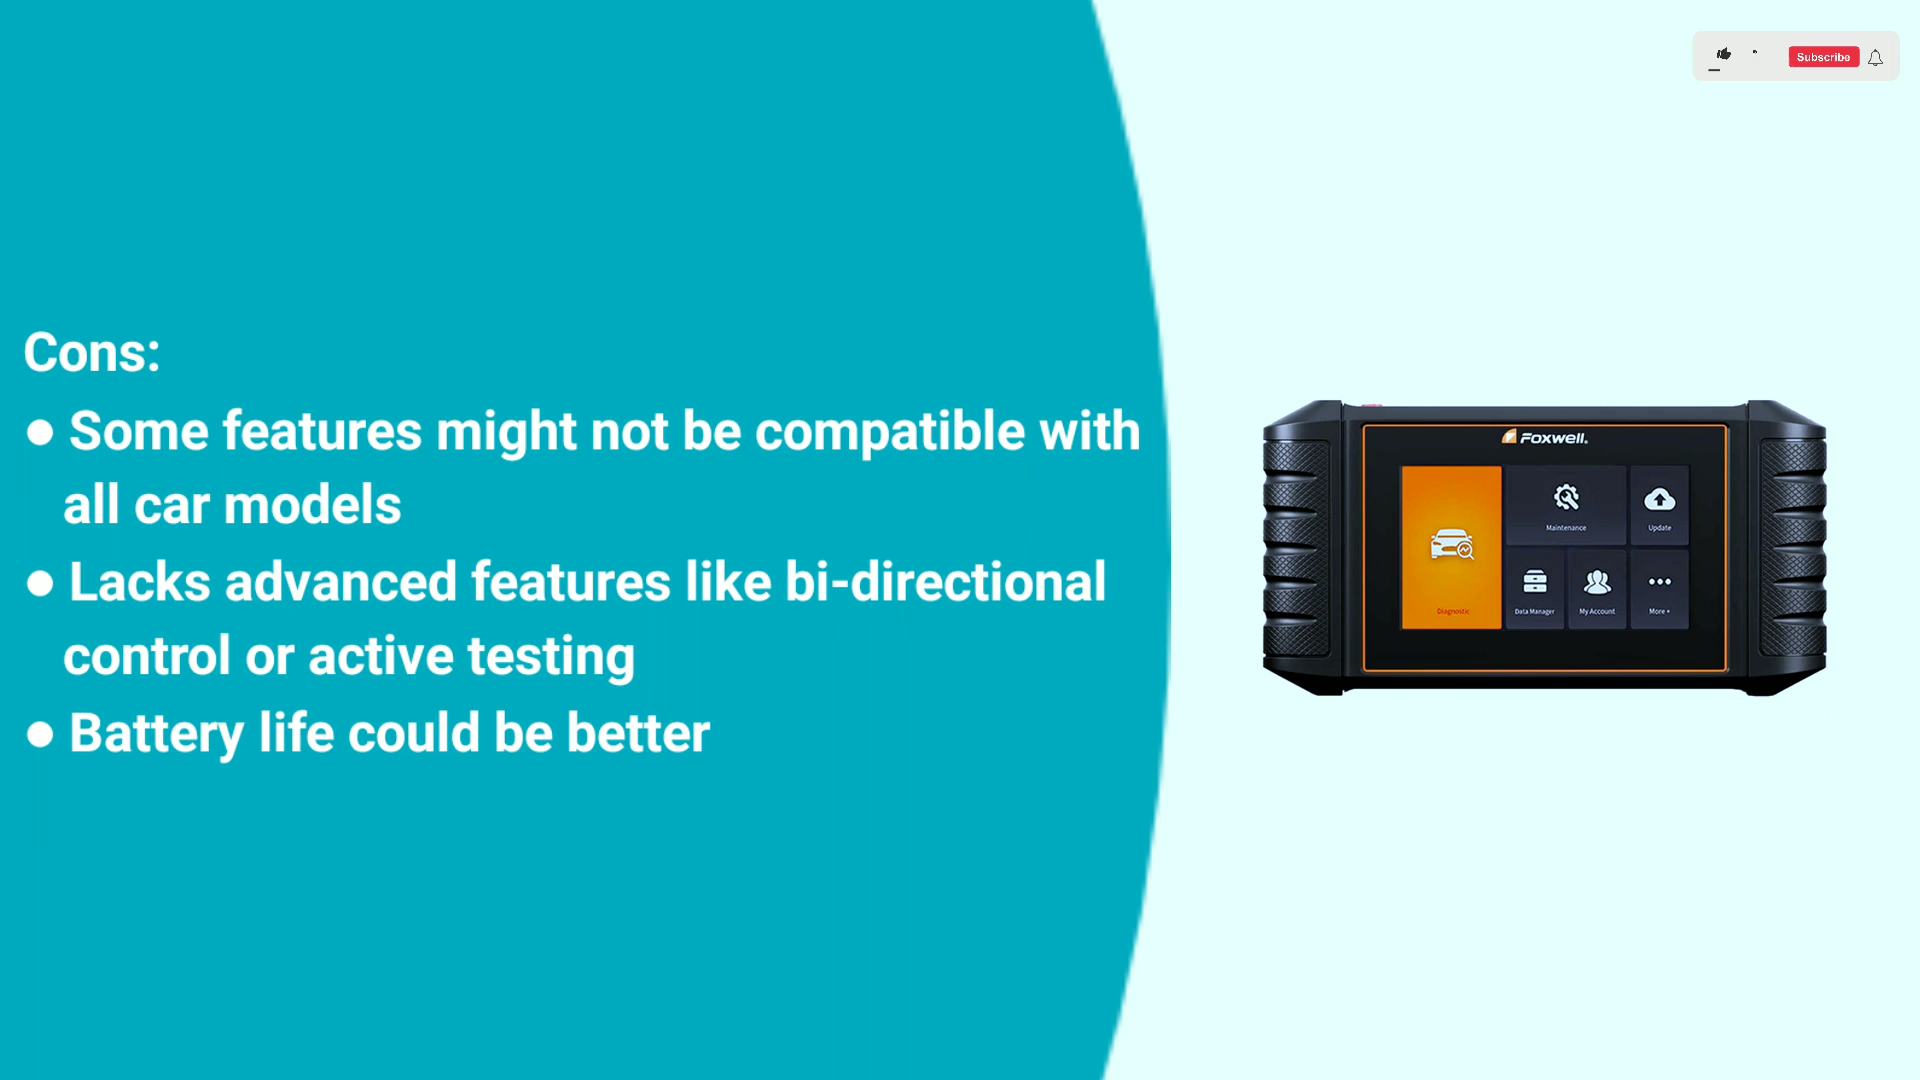 Subscribe
Cons:
● Some features might not be compatible with
all car models
● Lacks advanced features like bi-directional
control or active testing
● Battery life could be better
Foxwell
Maintenance
Update
Diagnostic
Data Manager
My Account
More +